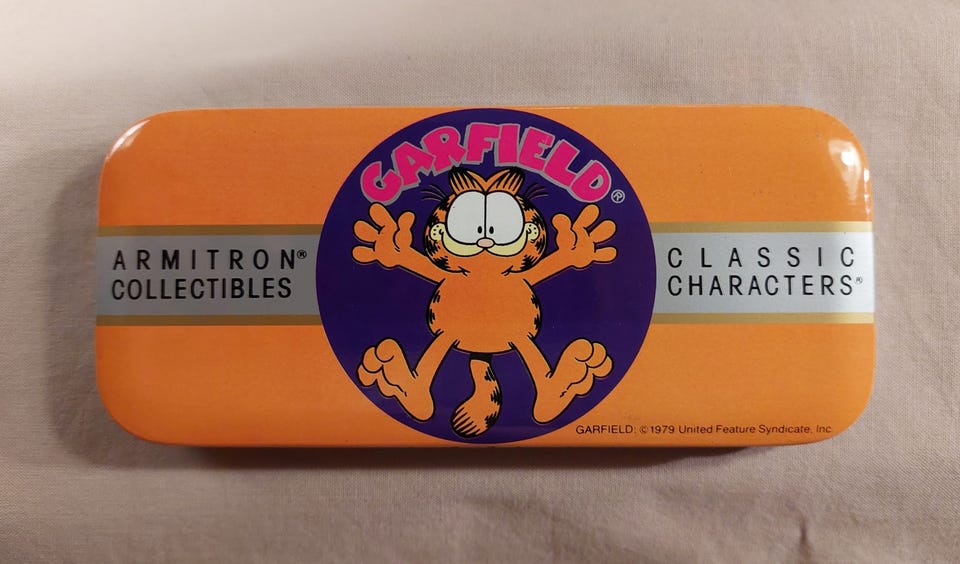 GARFIELD®
ARMITRON®
COLLECTIBLES
CLASSIC
CHARACTERS®
GARFIELD: © 1979 United Feature Syndicate, Inc.